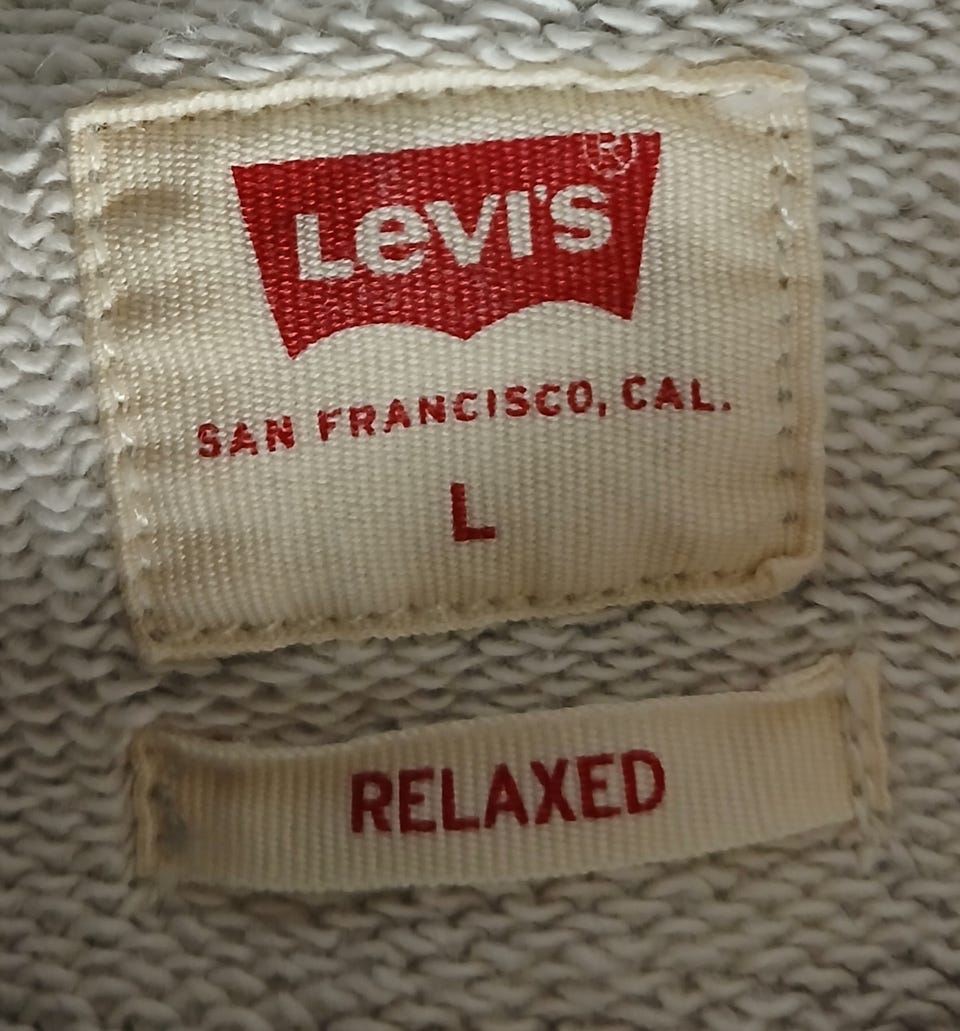 Levi's®
SAN FRANCISCO, CAL.
L
RELAXED